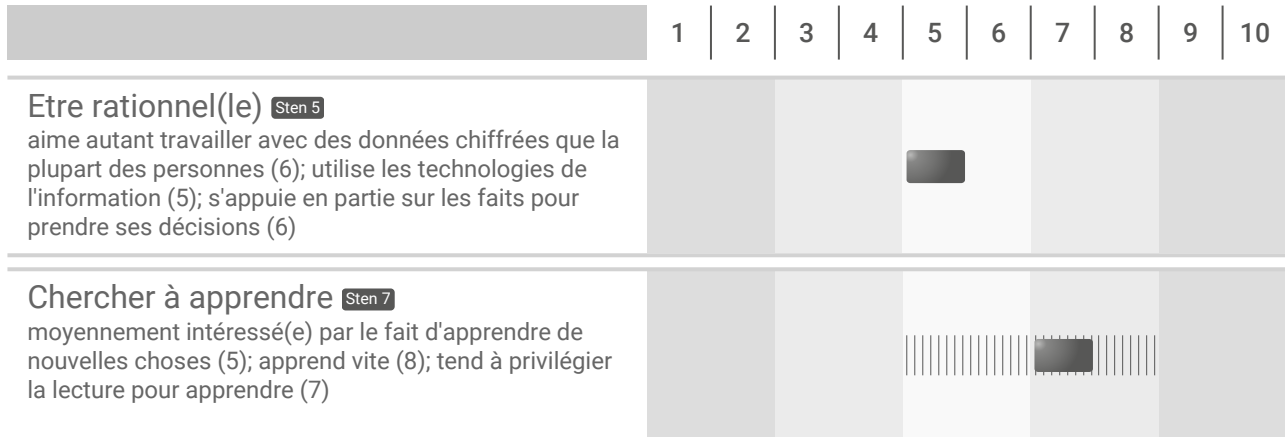 1 2 3 4 5 6 7 8 9 10
Etre rationnel(le) Sten 5
aime autant travailler avec des données chiffrées que la
plupart des personnes (6); utilise les technologies de
l'information (5); s'appuie en partie sur les faits pour
prendre ses décisions (6)
Chercher à apprendre Sten 7
moyennement intéressé(e) par le fait d'apprendre de
nouvelles choses (5); apprend vite (8); tend à privilégier
la lecture pour apprendre (7)